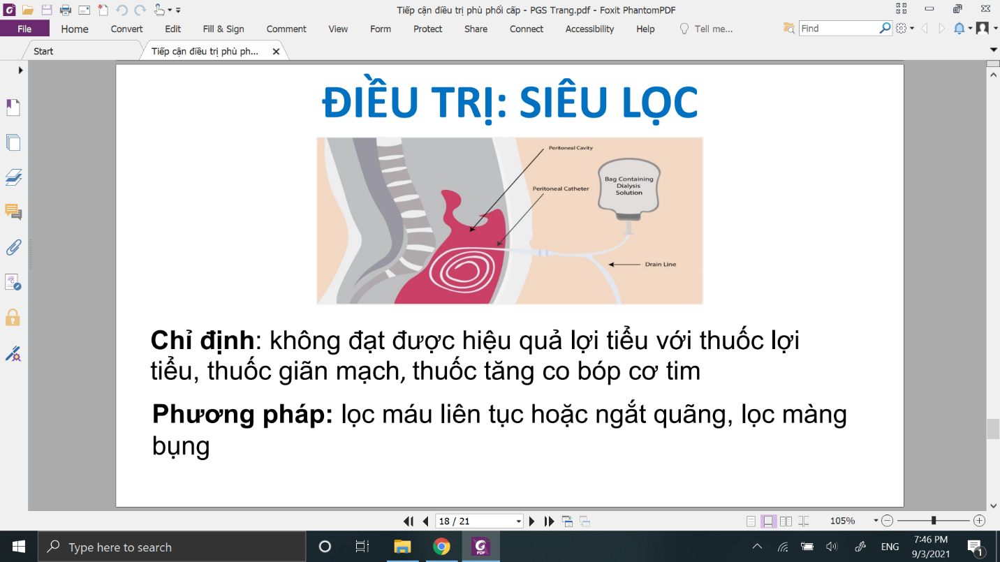 Tiếp cận điều trị phù phổi cấp - PGS Trang.pdf - Foxit PhantomPDF
File Home Convert Edit Fill & Sign Comment View Form Protect Share Connect Accessibility Help Tell me... Find
Start Tiếp cận điều trị phù ph...
ĐIỀU TRỊ: SIÊU LỌC
Peritoneal Cavity
Peritoneal Catheter
Bag Containing
Dialysis
Solution
Drain Line
Chỉ định: không đạt được hiệu quả lợi tiểu với thuốc lợi
tiểu, thuốc giãn mạch, thuốc tăng co bóp cơ tim
Phương pháp: lọc máu liên tục hoặc ngắt quãng, lọc màng
bụng
18 / 21 105%
Type here to search PDF ENG 7:46 PM
9/3/2021 1